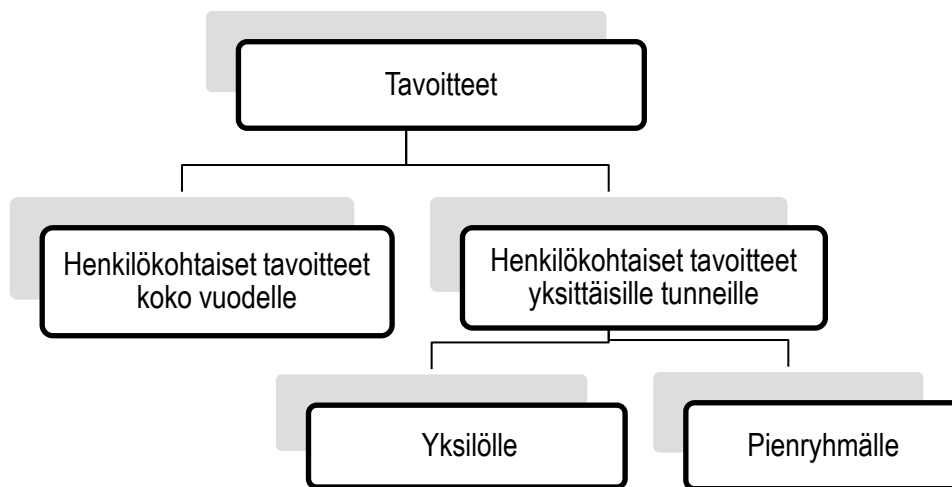 Tavoitteet
Henkilökohtaiset tavoitteet
koko vuodelle
Henkilökohtaiset tavoitteet
yksittäisille tunneille
Yksilölle
Pienryhmälle